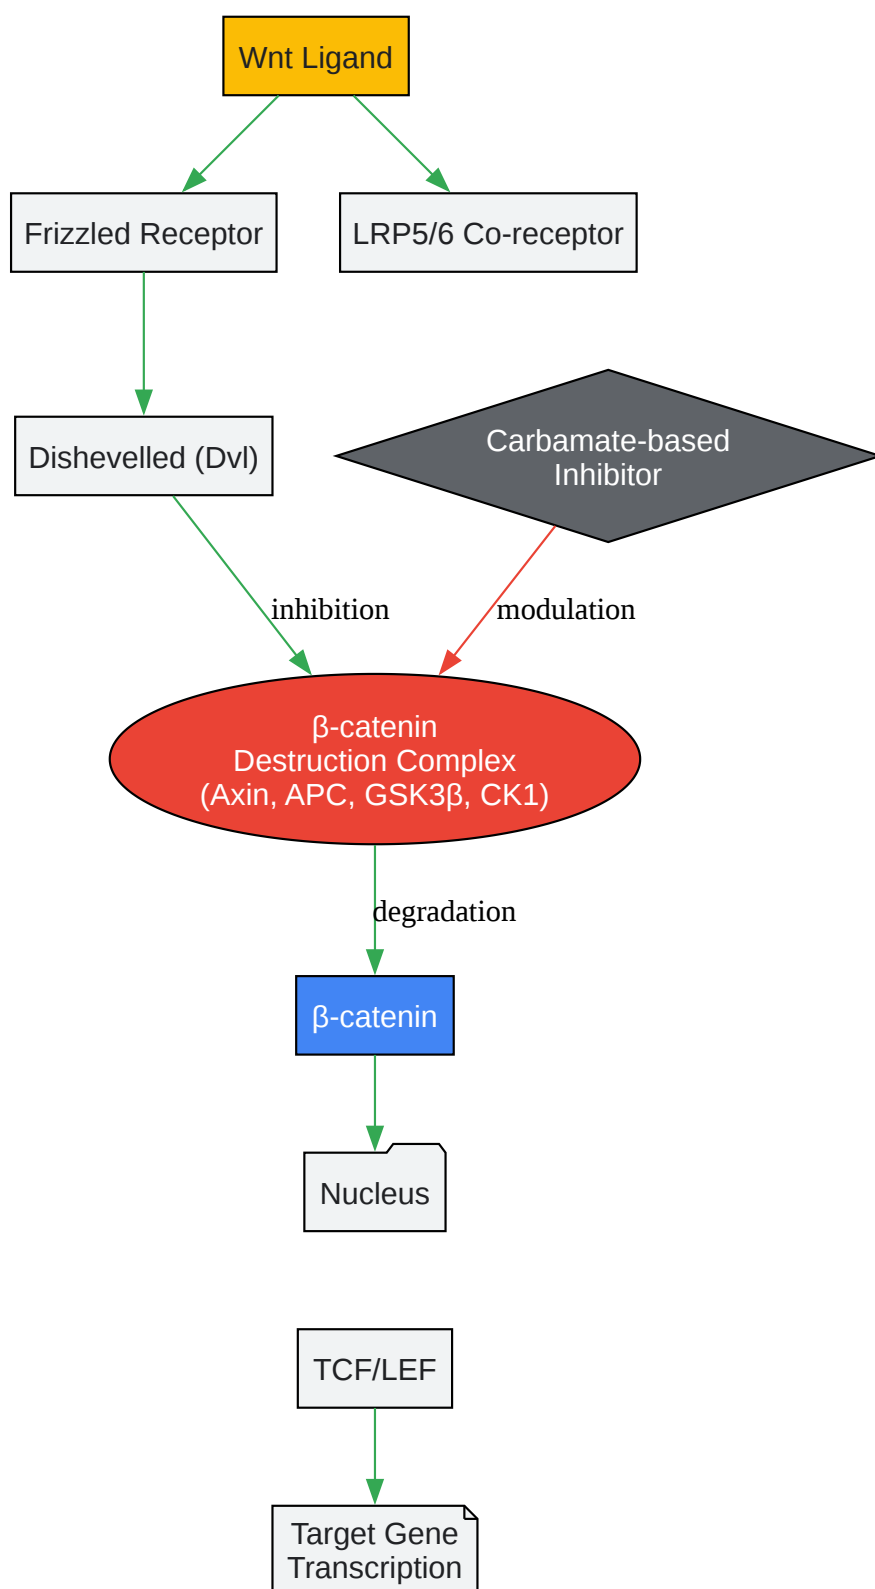 Wnt Ligand
Frizzled Receptor
LRP5/6 Co-receptor
Dishevelled (Dvl)
Carbamate-based
Inhibitor
inhibition
modulation
β-catenin
Destruction Complex
(Axin, APC, GSK3β, CK1)
degradation
β-catenin
Nucleus
TCF/LEF
Target Gene
Transcription